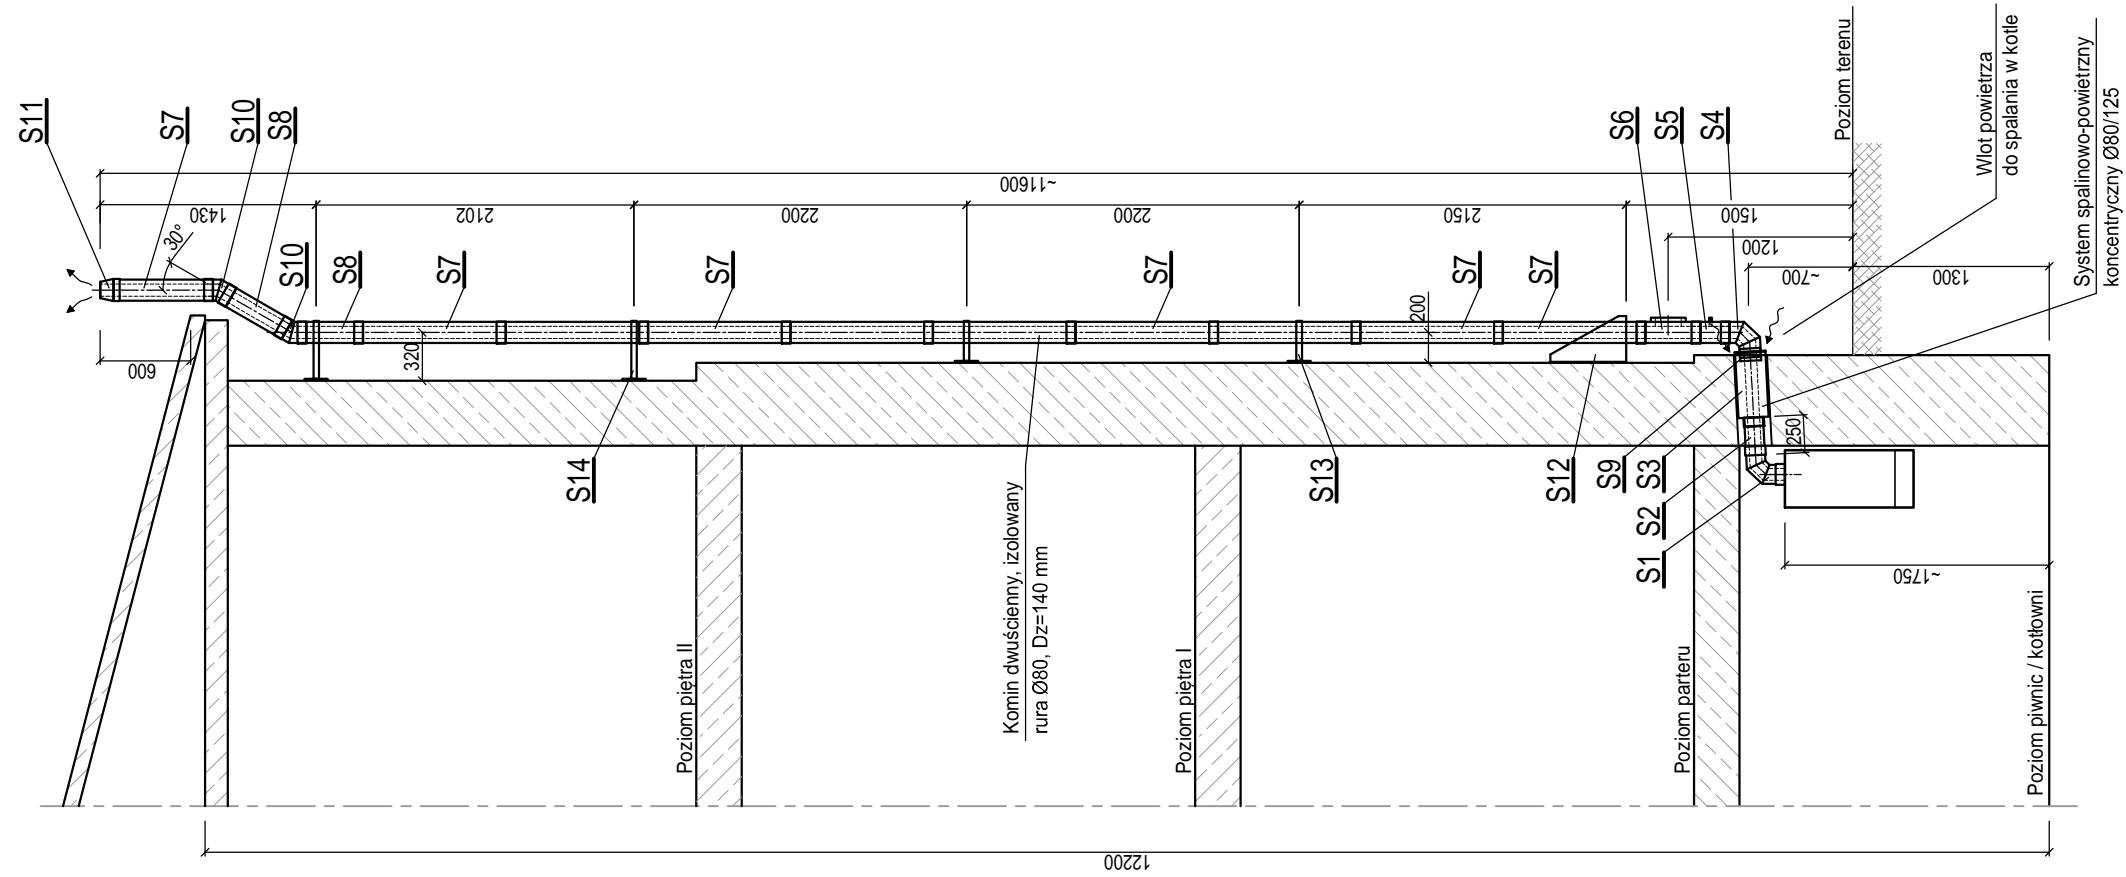 S11
S7
S10
S8
S10
S8
S7
S7
S7
S7
S7
S6
S5
S4
~11600
1430
2102
2200
2200
2150
1500
1200
~700
1300
30°
600
320
200
250
S14
S13
S12
S9
S3
S2
S1
~1750
12200
Komin dwuścienny, izolowany
rura Ø80, Dz=140 mm
Poziom piętra II
Poziom piętra I
Poziom parteru
Poziom piwnic / kotłowni
Poziom terenu
Wlot powietrza
do spalania w kotle
System spalinowo-powietrzny
koncentryczny Ø80/125